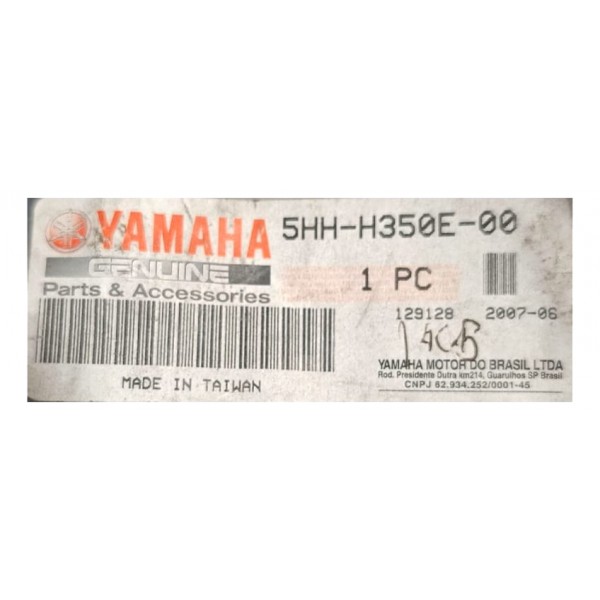 YAMAHA
GENUINE
Parts & Accessories
MADE IN TAIWAN
5HH-H350E-00
1 PC
129128 2007-06
YAMAHA MOTOR DO BRASIL LTDA
Rod. Presidente Dutra km214, Guarulhos SP Brasil
CNPJ 62.934.252/0001-45